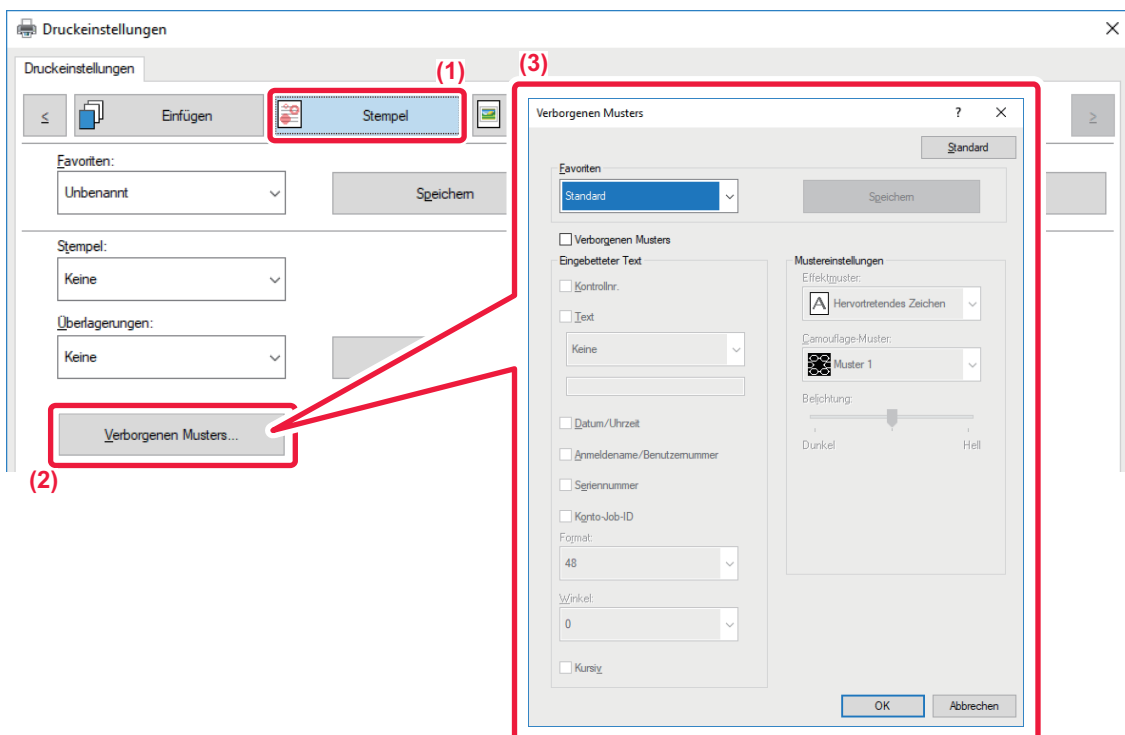 Druckeinstellungen
Druckeinstellungen
(1)
(3)
<
Einfügen
Stempel
>
Favoriten:
Unbenannt
Speichern
Stempel:
Keine
Überlagerungen:
Keine
Verborgenen Musters...
(2)
Verborgenen Musters
?
Standard
Favoriten
Standard
Speichern
Verborgenen Musters
Eingebetteter Text
Kontrollnr.
Text
Keine
Datum/Uhrzeit
Anmeldename/Benutzernummer
Seriennummer
Konto-Job-ID
Format:
48
Winkel:
0
Kursiv
Mustereinstellungen
Effektmuster:
A Hervortretendes Zeichen
Camouflage-Muster:
Muster 1
Belichtung:
Dunkel Hell
OK Abbrechen